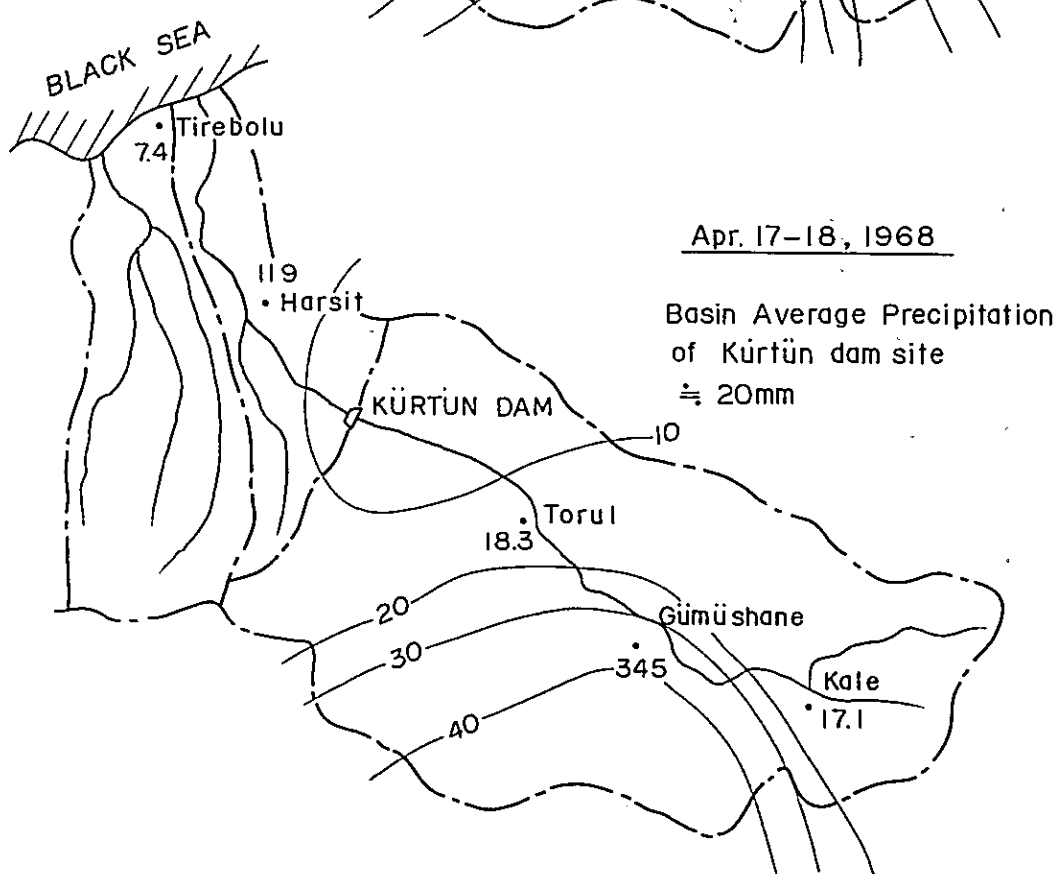 BLACK SEA
Tirebolu
7.4
Apr. 17-18, 1968
119
Harsit
Basin Average Precipitation
of Kürtün dam site
≒ 20mm
KÜRTÜN DAM
10
Torul
18.3
20
Gümüshane
30
345
Kale
17.1
40